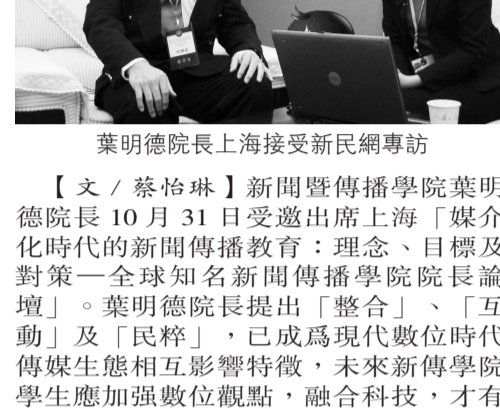 葉明德院長上海接受新民網專訪
【文／蔡怡琳】新聞暨傳播學院葉明
德院長 10 月 31 日受邀出席上海「媒介
化時代的新聞傳播教育：理念、目標及
對策—全球知名新聞傳播學院院長論
壇」。葉明德院長提出「整合」、「互
動」及「民粹」，已成爲現代數位時代
傳媒生態相互影響特徵，未來新傳學院
學生應加强數位觀點，融合科技，才有